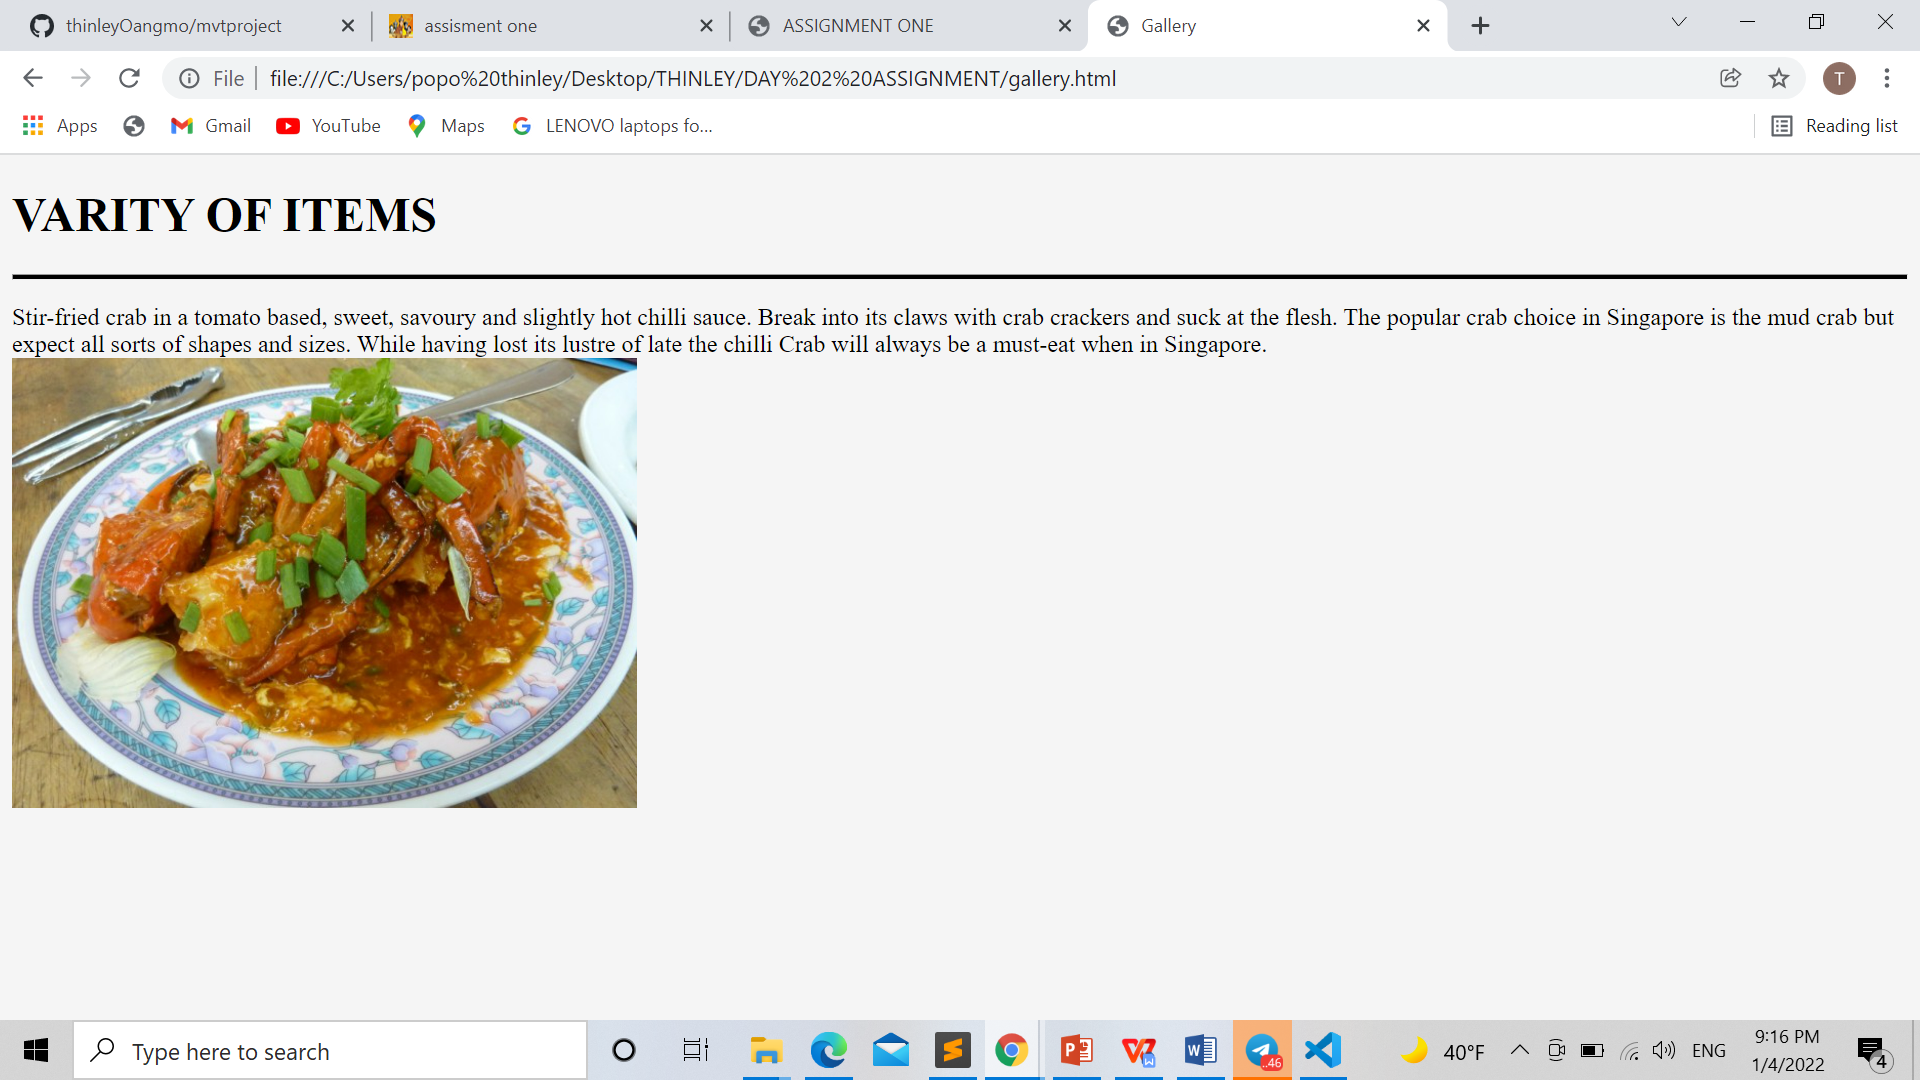 thinleyOangmo/mvtproject
assisment one
ASSIGNMENT ONE
Gallery
File
file:///C:/Users/popo%20thinley/Desktop/THINLEY/DAY%202%20ASSIGNMENT/gallery.html
T
Apps
Gmail
YouTube
Maps
LENOVO laptops fo...
Reading list
VARITY OF ITEMS
Stir-fried crab in a tomato based, sweet, savoury and slightly hot chilli sauce. Break into its claws with crab crackers and suck at the flesh. The popular crab choice in Singapore is the mud crab but
expect all sorts of shapes and sizes. While having lost its lustre of late the chilli Crab will always be a must-eat when in Singapore.
Type here to search
..46
40°F
ENG
9:16 PM
1/4/2022
4